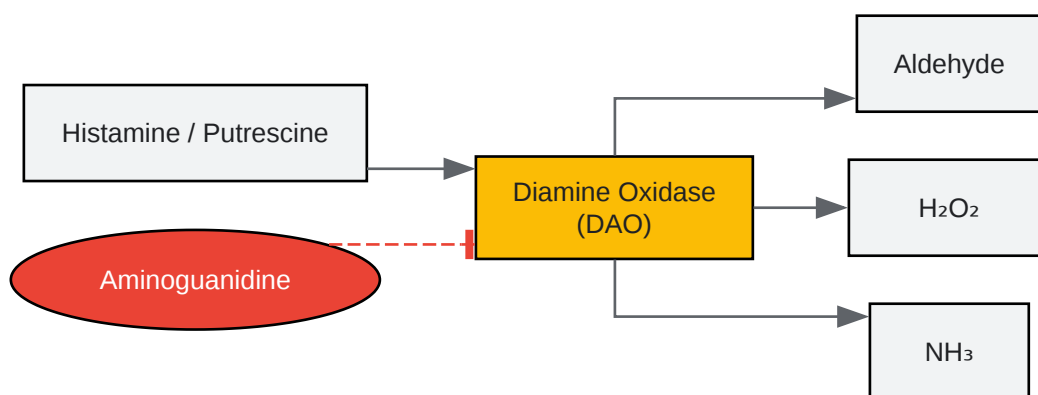 Aldehyde
Histamine / Putrescine
Diamine Oxidase
(DAO)
H₂O₂
Aminoguanidine
NH₃